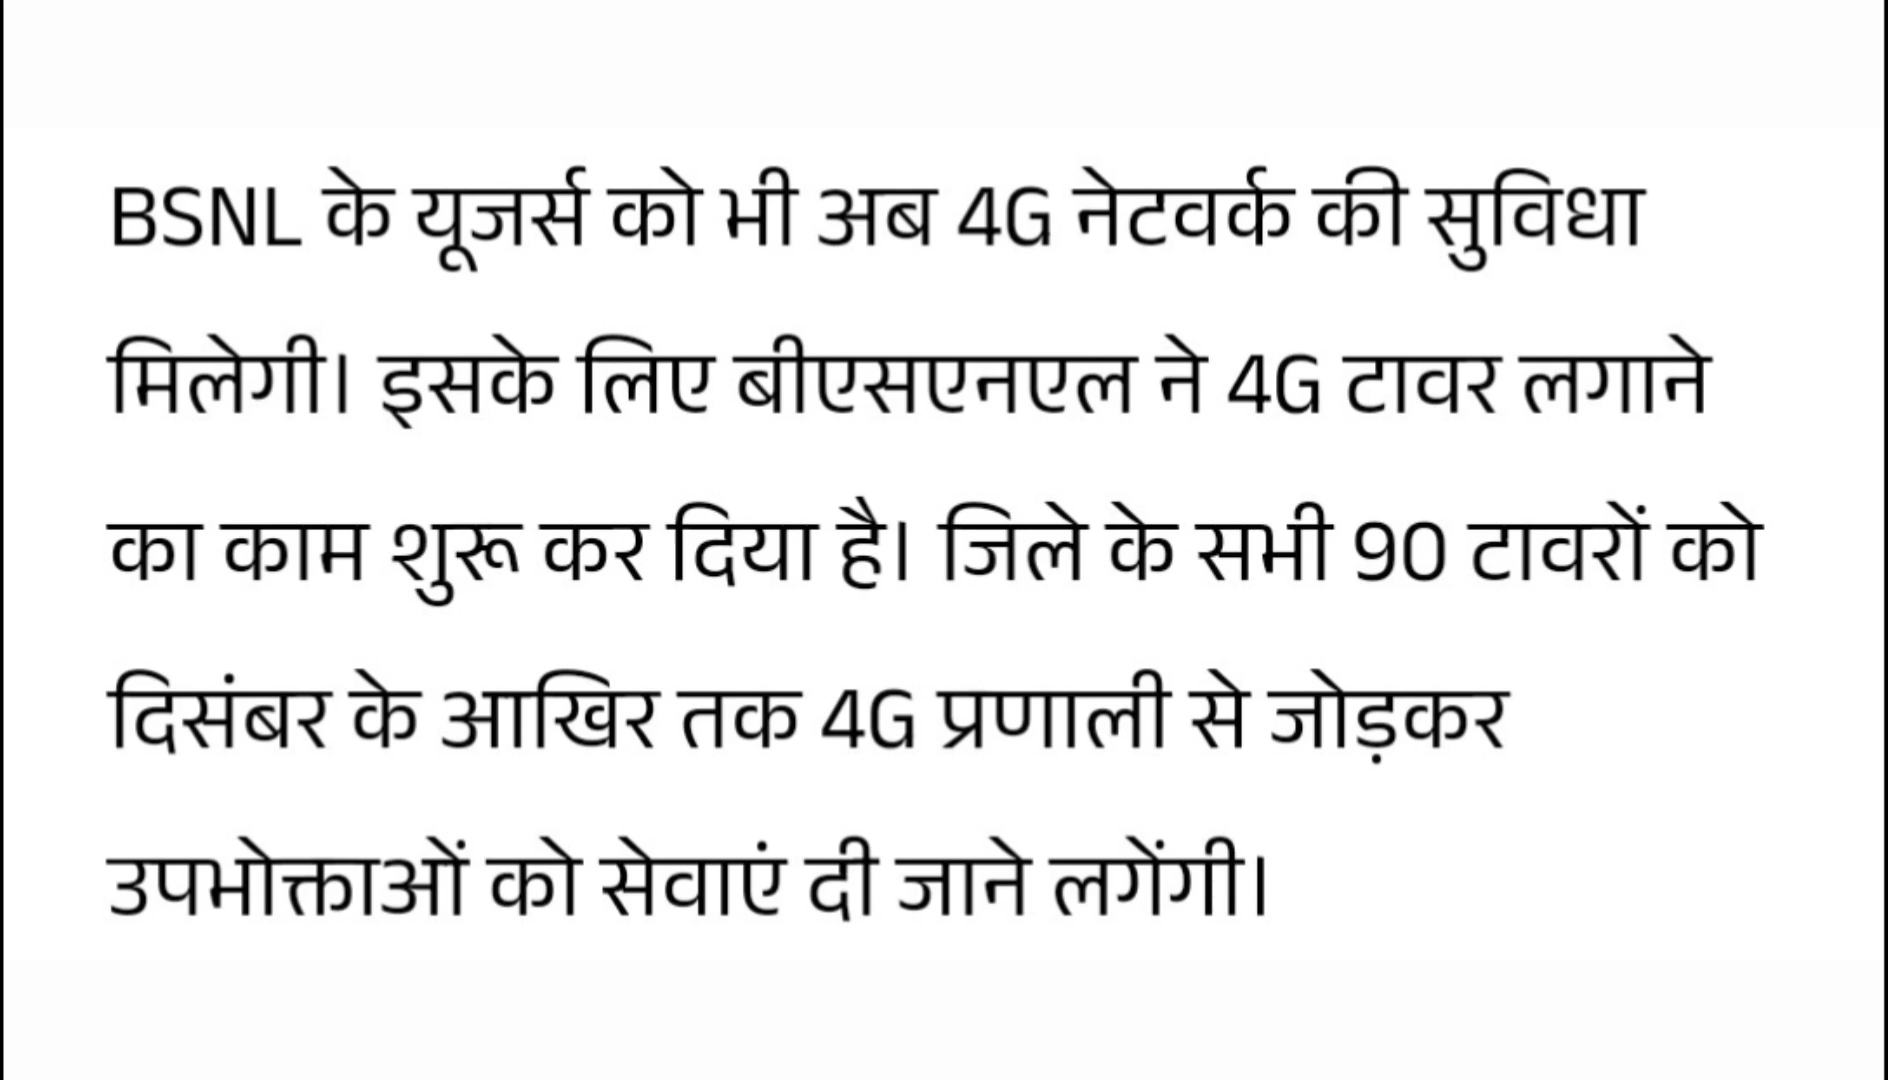 BSNL के यूजर्स को भी अब 4G नेटवर्क की सुविधा
मिलेगी। इसके लिए बीएसएनएल ने 4G टावर लगाने
का काम शुरू कर दिया है। जिले के सभी 90 टावरों को
दिसंबर के आखिर तक 4G प्रणाली से जोड़कर
उपभोक्ताओं को सेवाएं दी जाने लगेंगी।